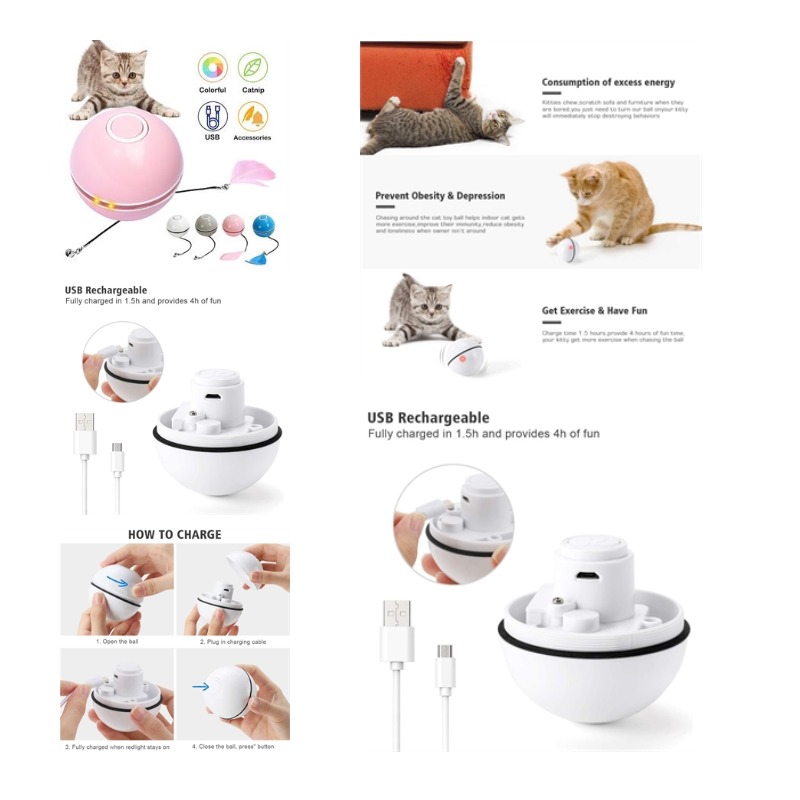 Colorful
Catnip
USB
Accessories
USB Rechargeable
Fully charged in 1.5h and provides 4h of fun
HOW TO CHARGE
1. Open the ball
2. Plug in charging cable
3. Fully charged when redlight stays on
4. Close the ball, press" button
Consumption of excess energy
Kitties chew,scratch sofa and furniture when they
are bored,you just need to turn our ball on,your kitty
will immediately stop destroying behaviors
Prevent Obesity & Depression
Chasing around the cat toy ball helps indoor cat gets
more exercise,improve their immunity,reduce obesity
and loneliness when owner isn't around
Get Exercise & Have Fun
Charge time 1.5 hours,provide 4 hours of fun time,
your kitty get more exercise when chasing the ball
USB Rechargeable
Fully charged in 1.5h and provides 4h of fun